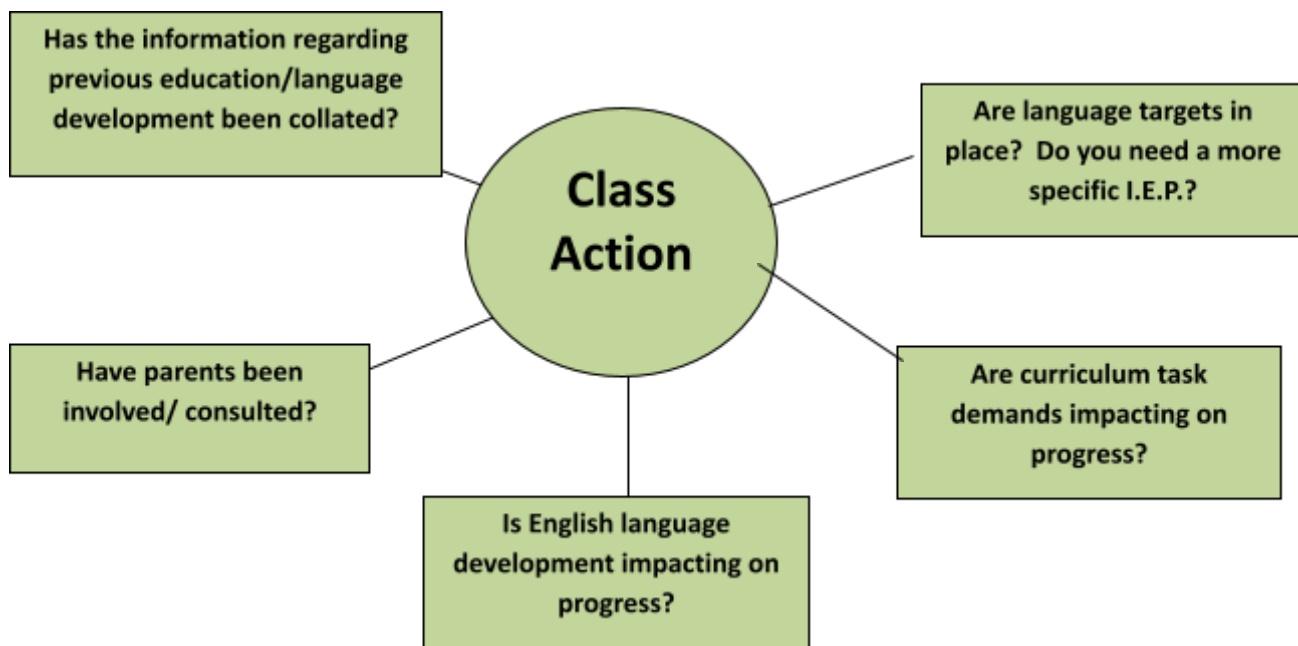 Has the information regarding
previous education/language
development been collated?
Class
Action
Are language targets in
place?  Do you need a more
specific I.E.P.?
Have parents been
involved/ consulted?
Are curriculum task
demands impacting on
progress?
Is English language
development impacting on
progress?